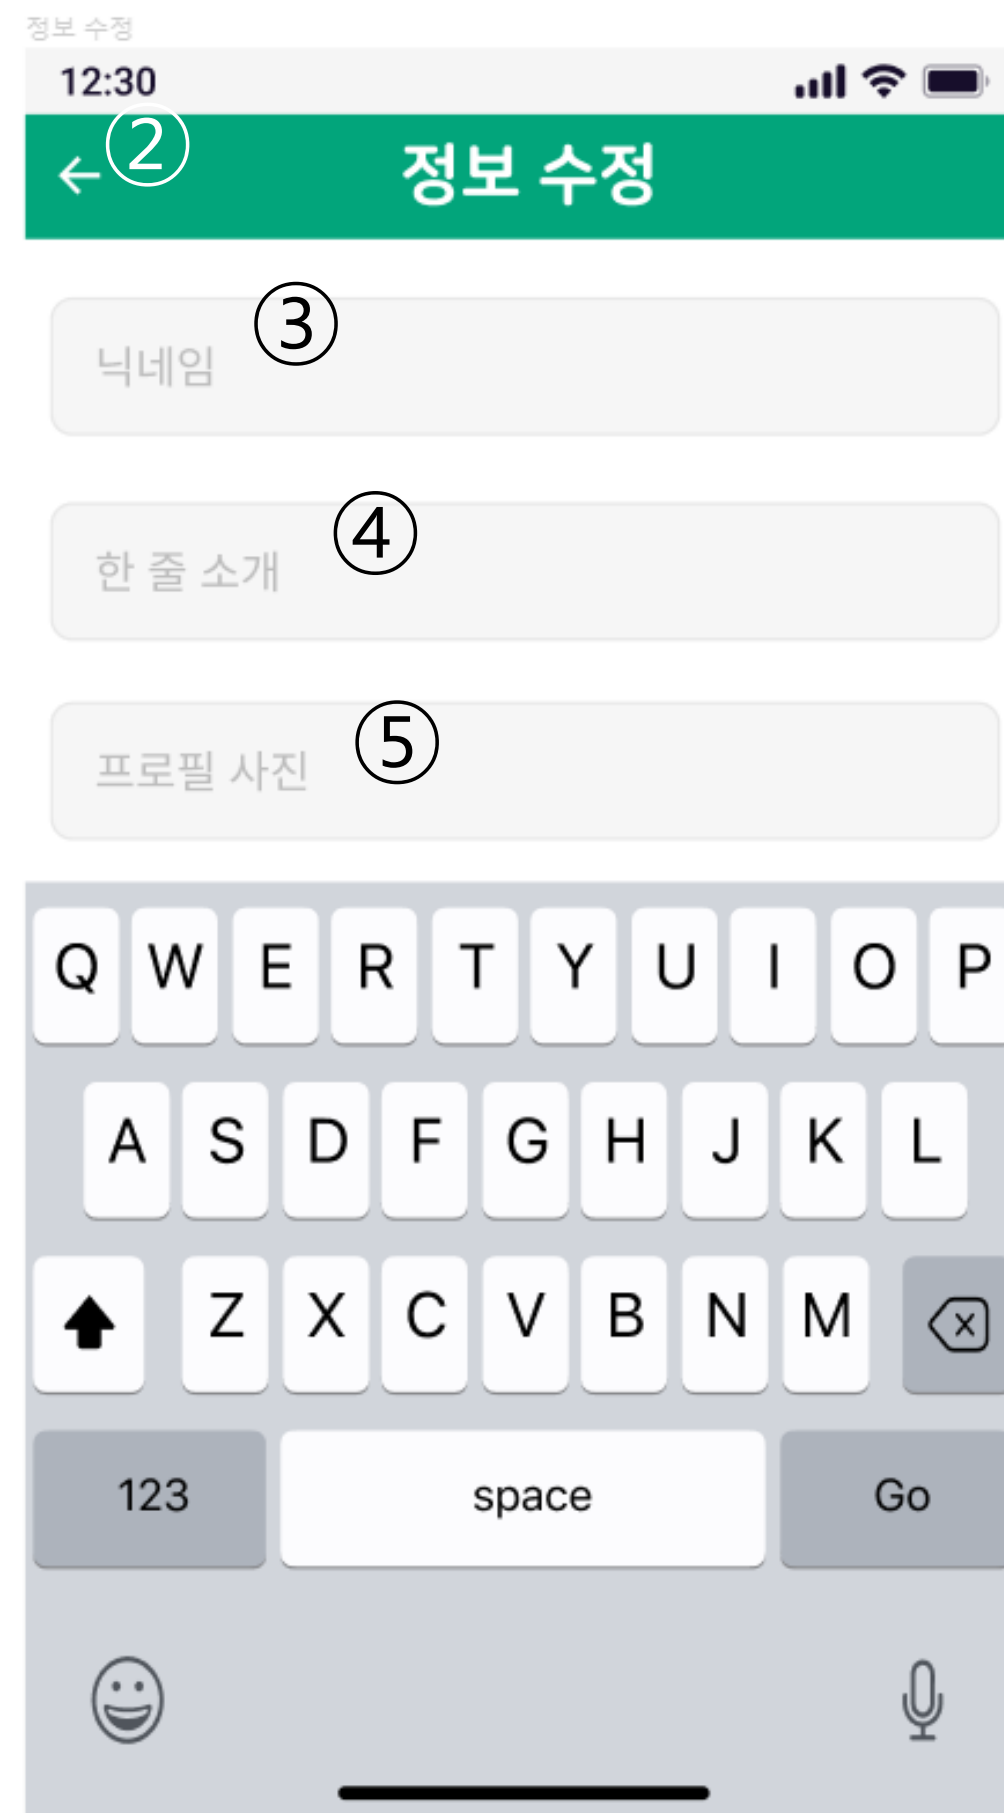 정보 수정
12:30
②
정보 수정
③
닉네임
④
한 줄 소개
⑤
프로필 사진
Q W E R T Y U I O P
A S D F G H J K L
Z X C V B N M
123 space Go